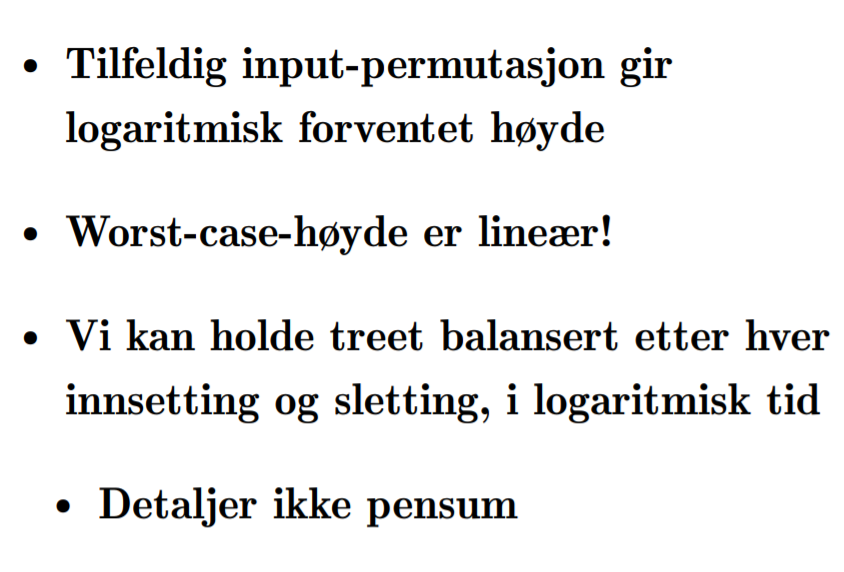 • Tilfeldig input-permutasjon gir
logaritmisk forventet høyde
• Worst-case-høyde er lineær!
• Vi kan holde treet balansert etter hver
innsetting og sletting, i logaritmisk tid
• Detaljer ikke pensum